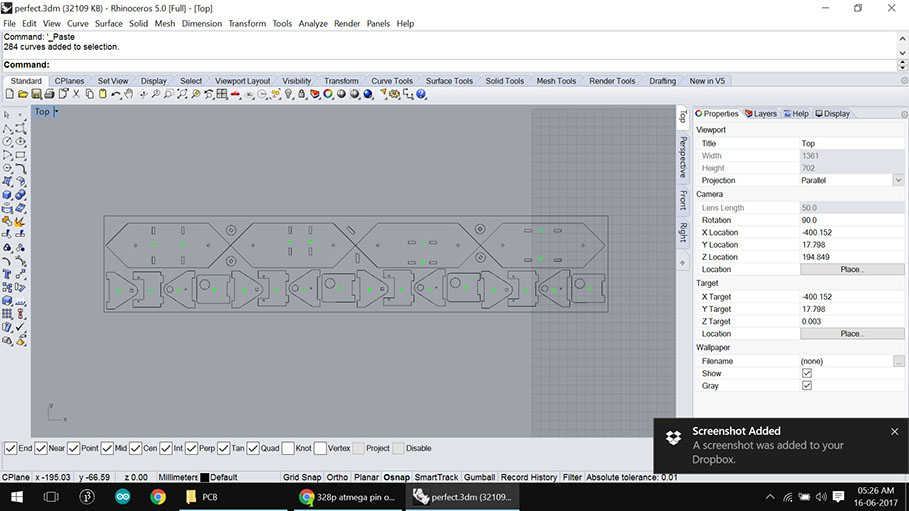 perfect.3dm (32109 KB) - Rhinoceros 5.0 [Full] - [Top]
File Edit View Curve Surface Solid Mesh Dimension Transform Tools Analyze Render Panels Help
Command: '_Paste
284 curves added to selection.
Command:
Standard CPlanes Set View Display Select Viewport Layout Visibility Transform Curve Tools Surface Tools Solid Tools Mesh Tools Render Tools Drafting New in V5
Top
Top
Perspective
Front
Right
Properties Layers Help Display
Viewport
Title Top
Width 1361
Height 702
Projection Parallel
Camera
Lens Length 50.0
Rotation 90.0
X Location -400.152
Y Location 17.798
Z Location 194.849
Location Place...
Target
X Target -400.152
Y Target 17.798
Z Target 0.003
Location Place...
Wallpaper
Filename (none) ...
Show
Gray
y
x
Screenshot Added
A screenshot was added to your
Dropbox.
End Near Point Mid Cen Int Perp Tan Quad Knot Vertex Project Disable
CPlane x -195.03 y -66.59 z 0.00 Millimeters Default Grid Snap Ortho Planar Osnap SmartTrack Gumball Record History Filter Absolute tolerance: 0.01
PCB
328p atmega pin o...
perfect.3dm (32109...
05:26 AM
16-06-2017